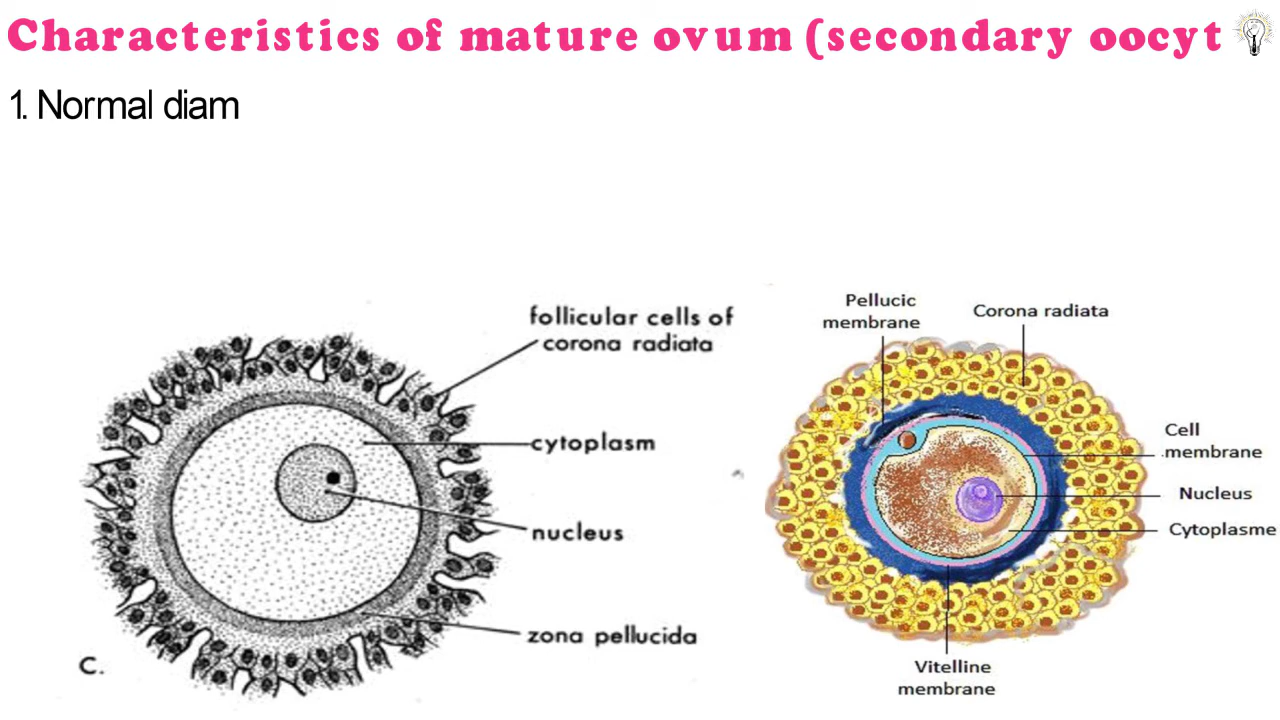 Characteristics of mature ovum (secondary oocyt
1. Normal diam
follicular cells of
corona radiata
cytoplasm
nucleus
zona pellucida
C.
Pellucic
membrane
Corona radiata
Cell
membrane
Nucleus
Cytoplasme
Vitelline
membrane